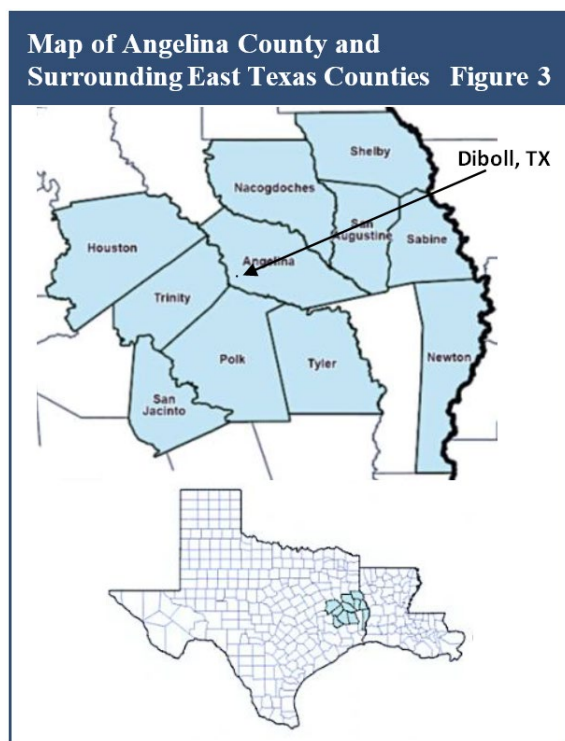 Map of Angelina County and
Surrounding East Texas Counties Figure 3
Shelby
Diboll, TX
Nacogdoches
San
Augustine
Sabine
Houston
Angelina
Trinity
Polk
Tyler
Newton
San
Jacinto